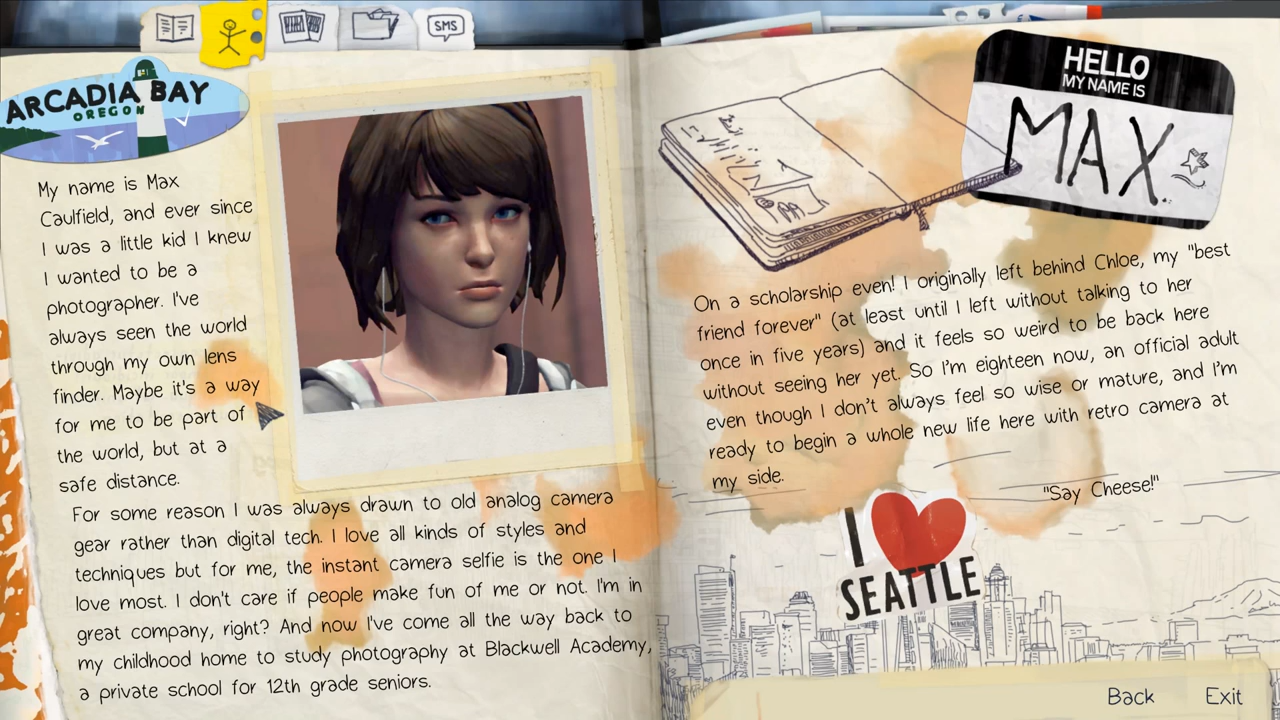 SMS
ARCADIA BAY
OREGON
My name is Max
Caulfield, and ever since
I was a little kid I knew
I wanted to be a
photographer. I've
always seen the world
through my own lens
finder. Maybe it's a way
for me to be part of
the world, but at a
safe distance.
For some reason I was always drawn to old analog camera
gear rather than digital tech. I love all kinds of styles and
techniques but for me, the instant camera selfie is the one I
love most. I don't care if people make fun of me or not. I'm in
great company, right? And now I've come all the way back to
my childhood home to study photography at Blackwell Academy,
a private school for 12th grade seniors.
HELLO
MY NAME IS
MAX
On a scholarship even! I originally left behind Chloe, my "best
friend forever" (at least until I left without talking to her
once in five years) and it feels so weird to be back here
without seeing her yet. So I'm eighteen now, an official adult
even though I don't always feel so wise or mature, and I'm
ready to begin a whole new life here with retro camera at
my side.
"Say Cheese!"
I
SEATTLE
Back
Exit